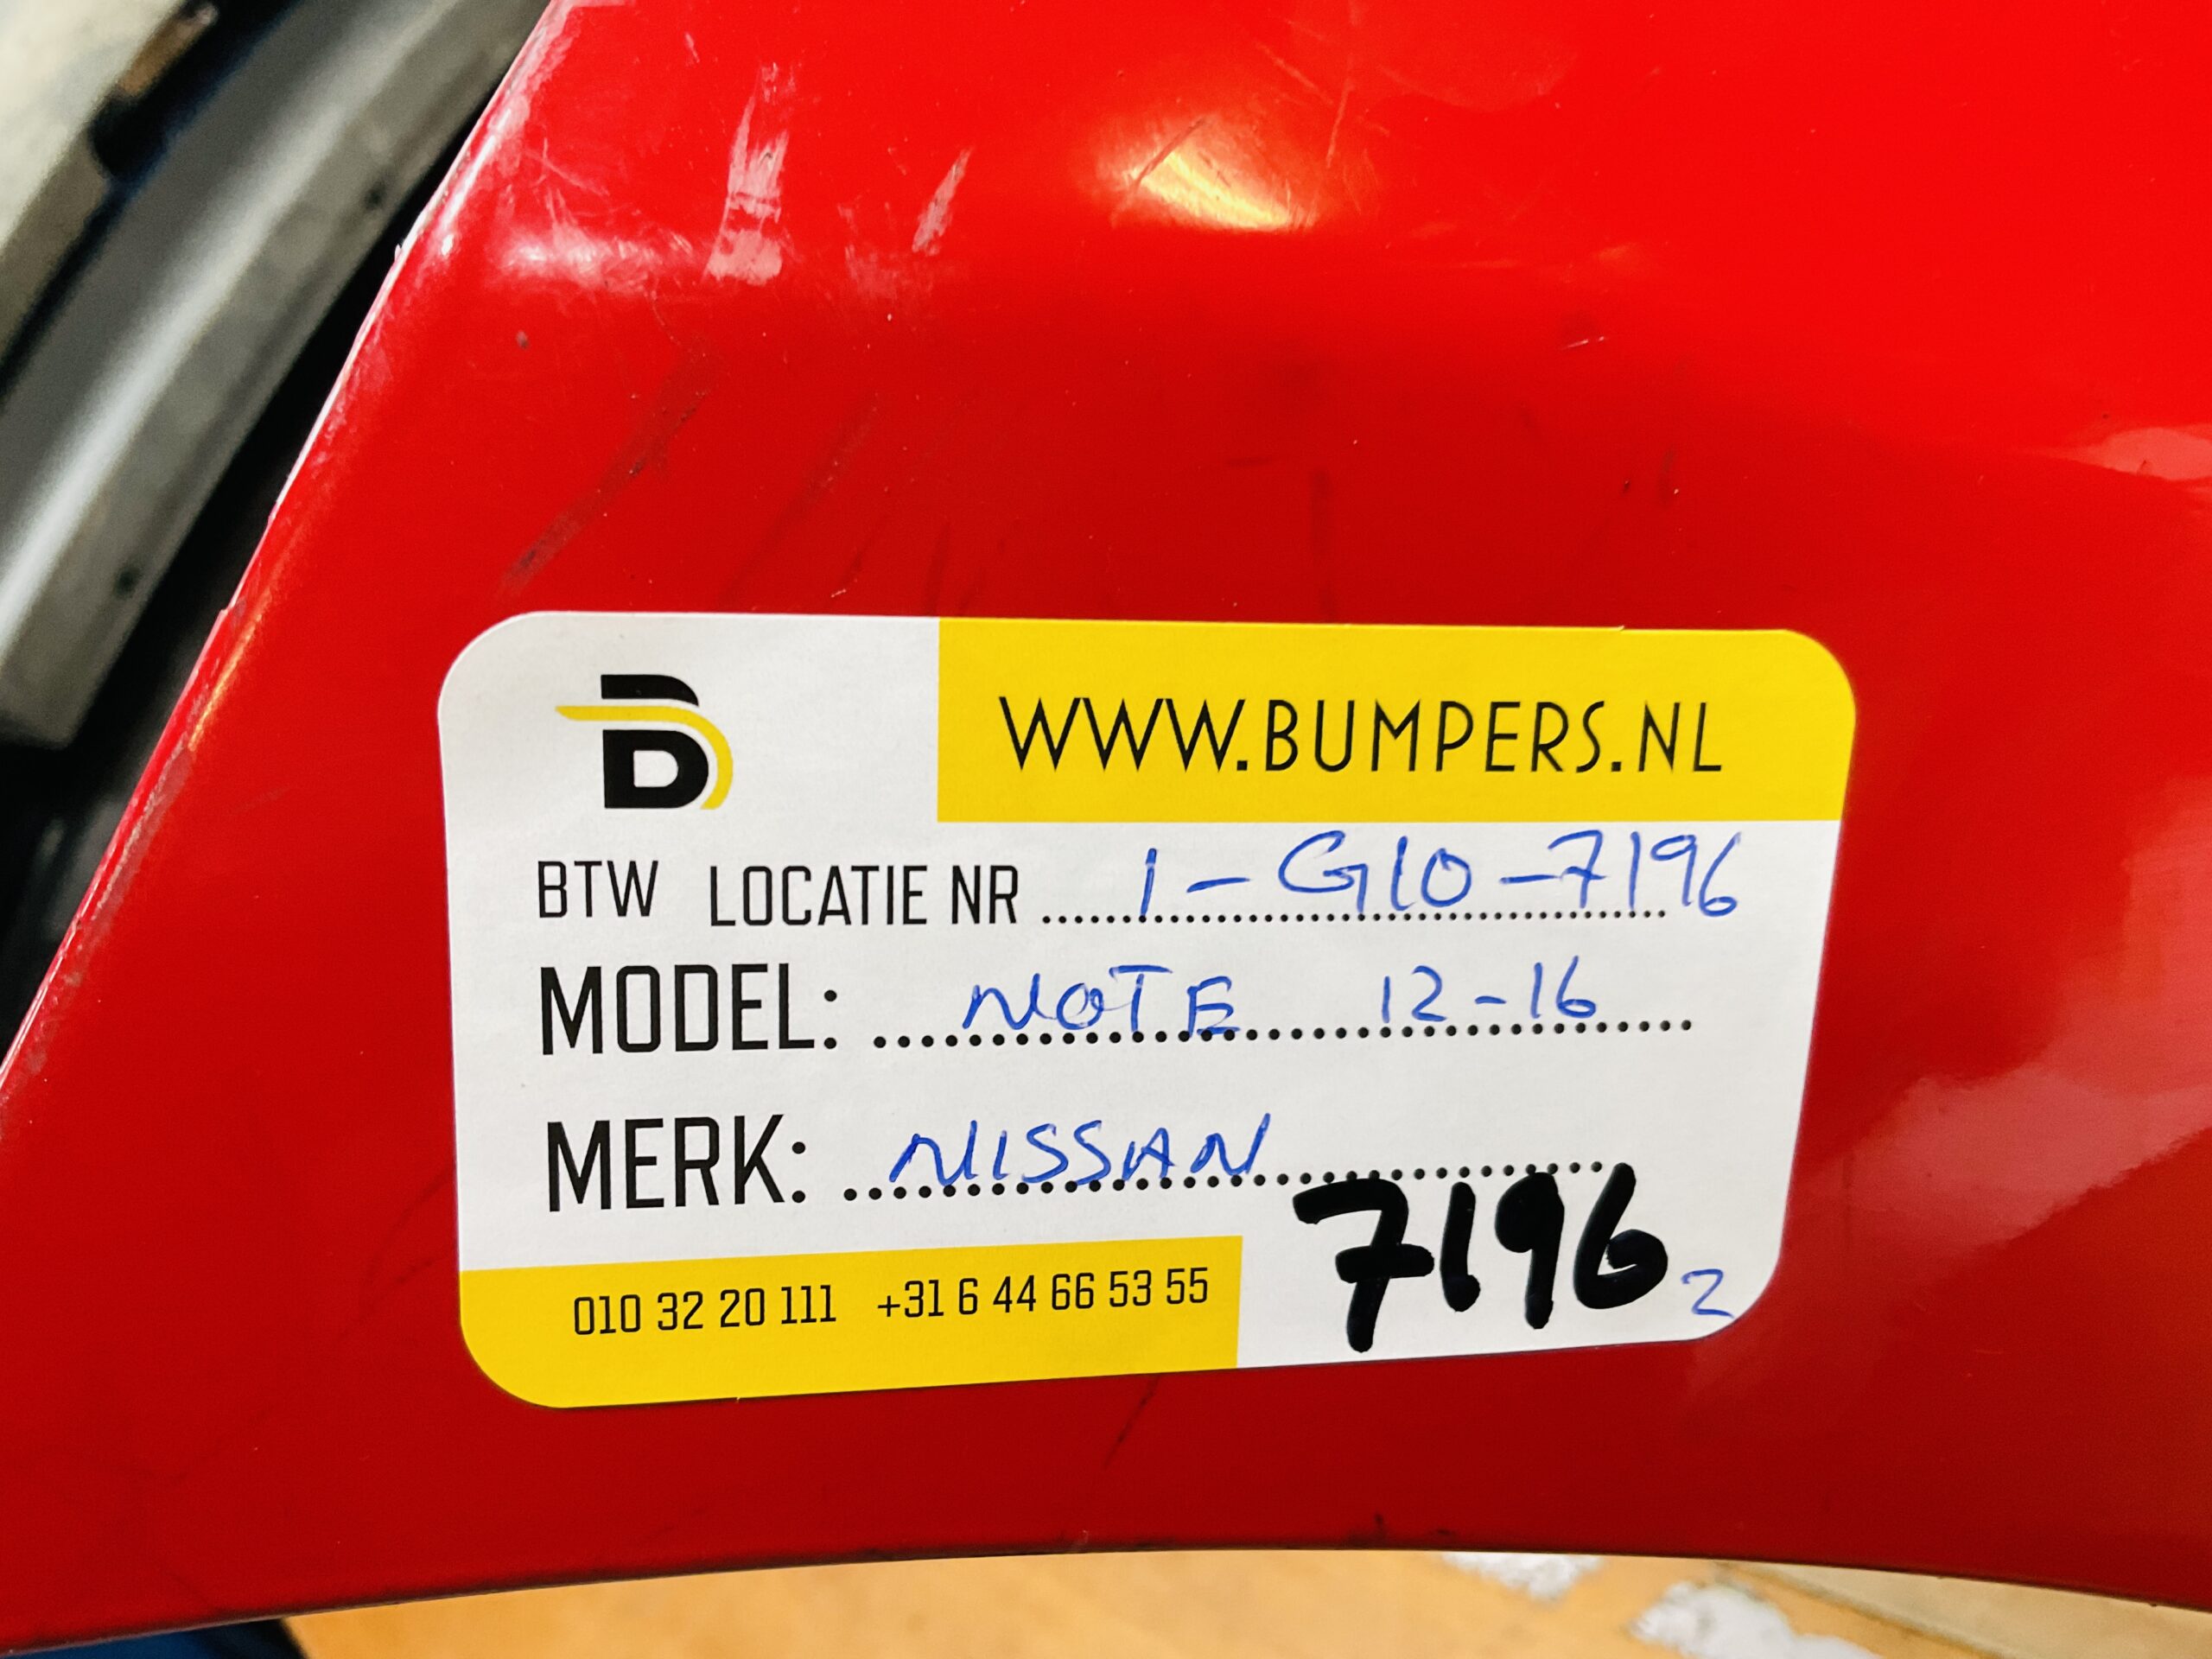 B
WWW.BUMPERS.NL
BTW LOCATIE NR 1-G10-7196
MODEL: NOTE 12-16
MERK: NISSAN
7196 2
010 32 20 111 +31 6 44 66 53 55